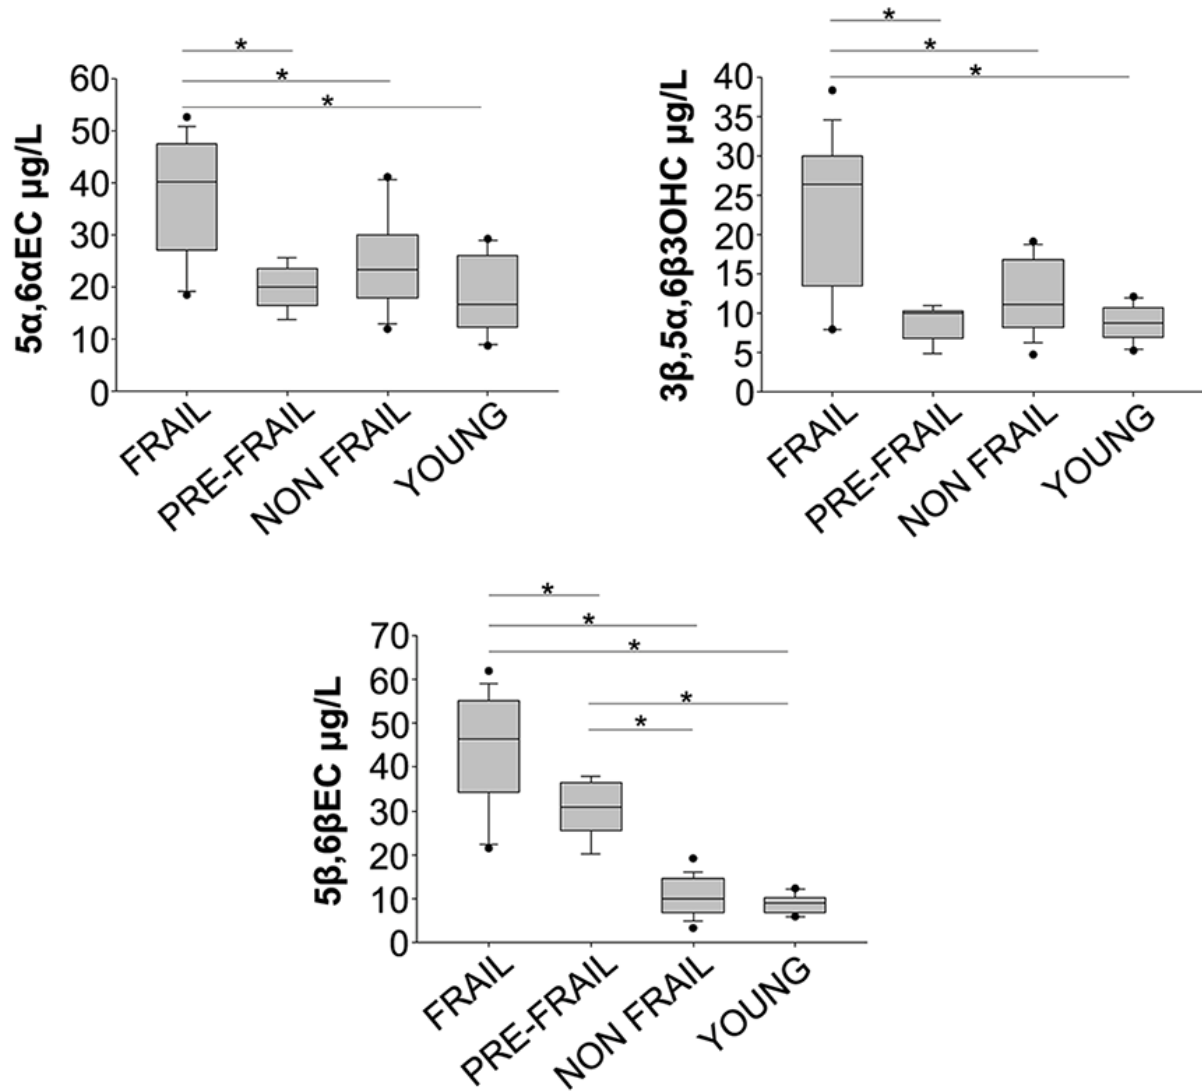 *
*
*
5α,6αEC μg/L
60
50
40
30
20
10
0
FRAIL
PRE-FRAIL
NON FRAIL
YOUNG
*
*
*
3β,5α,6β3OHC μg/L
40
35
30
25
20
15
10
5
0
FRAIL
PRE-FRAIL
NON FRAIL
YOUNG
*
*
*
*
*
5β,6βEC μg/L
70
60
50
40
30
20
10
0
FRAIL
PRE-FRAIL
NON FRAIL
YOUNG